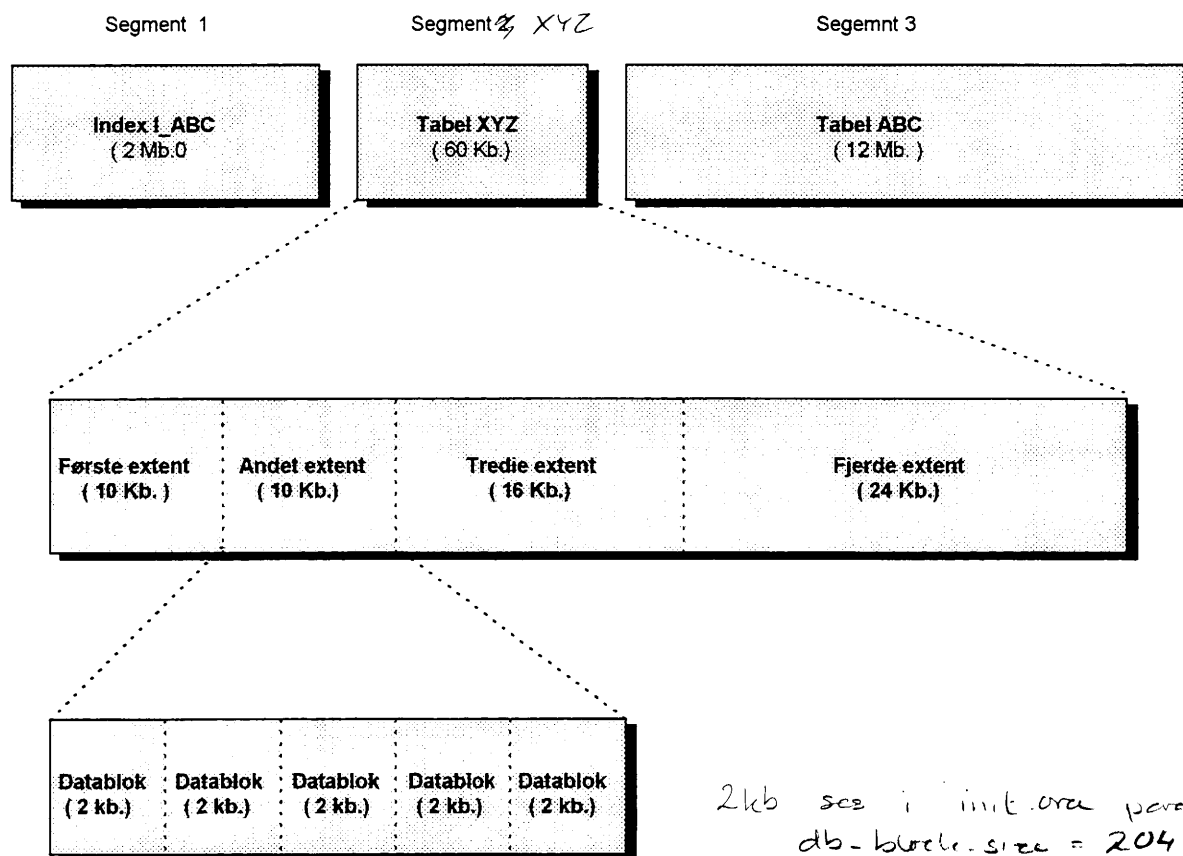 Segment 1
Segment 2, XYZ
Segemnt 3
Index I_ABC
( 2 Mb.0
Tabel XYZ
( 60 Kb.)
Tabel ABC
( 12 Mb. )
Første extent
( 10 Kb. )
Andet extent
( 10 Kb.)
Tredie extent
( 16 Kb.)
Fjerde extent
( 24 Kb.)
Datablok
( 2 kb.)
Datablok
( 2 kb.)
Datablok
( 2 kb.)
Datablok
( 2 kb.)
Datablok
( 2 kb.)
2kb i init.ora para
db_block_size = 204